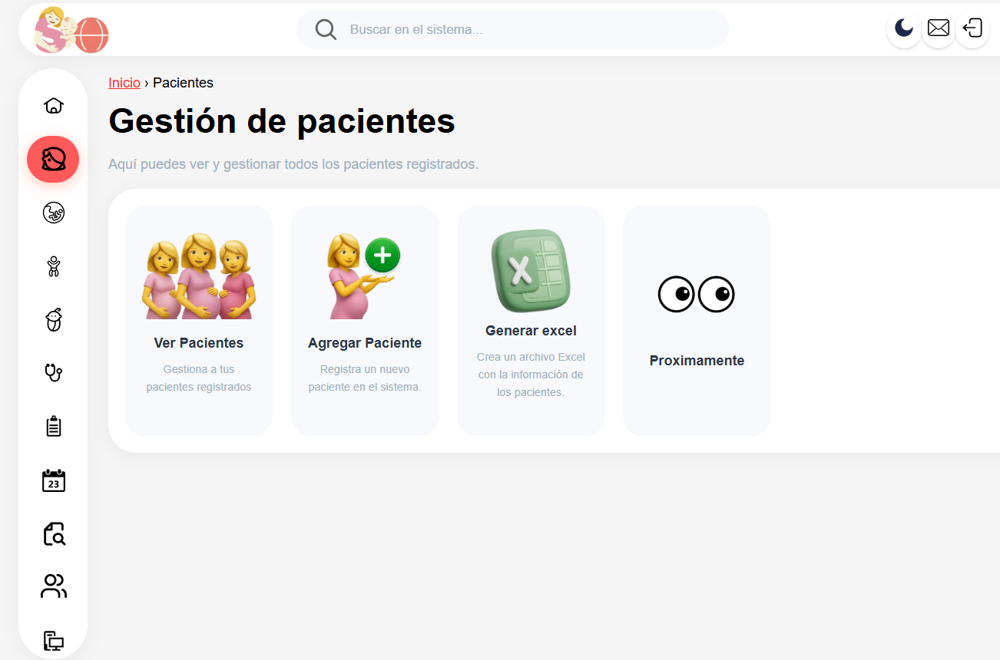 Buscar en el sistema...
Inicio › Pacientes
Gestión de pacientes
Aquí puedes ver y gestionar todos los pacientes registrados.
Ver Pacientes
Gestiona a tus
pacientes registrados
Agregar Paciente
Registra un nuevo
paciente en el sistema.
X
Generar excel
Crea un archivo Excel
con la información de
los pacientes.
Proximamente
23